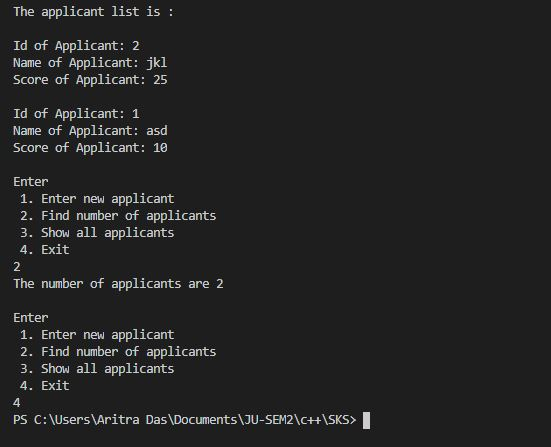 The applicant list is :
Id of Applicant: 2
Name of Applicant: jkl
Score of Applicant: 25
Id of Applicant: 1
Name of Applicant: asd
Score of Applicant: 10
Enter
1. Enter new applicant
2. Find number of applicants
3. Show all applicants
4. Exit
2
The number of applicants are 2
Enter
1. Enter new applicant
2. Find number of applicants
3. Show all applicants
4. Exit
4
PS C:\Users\Aritra Das\Documents\JU-SEM2\c++\SKS>